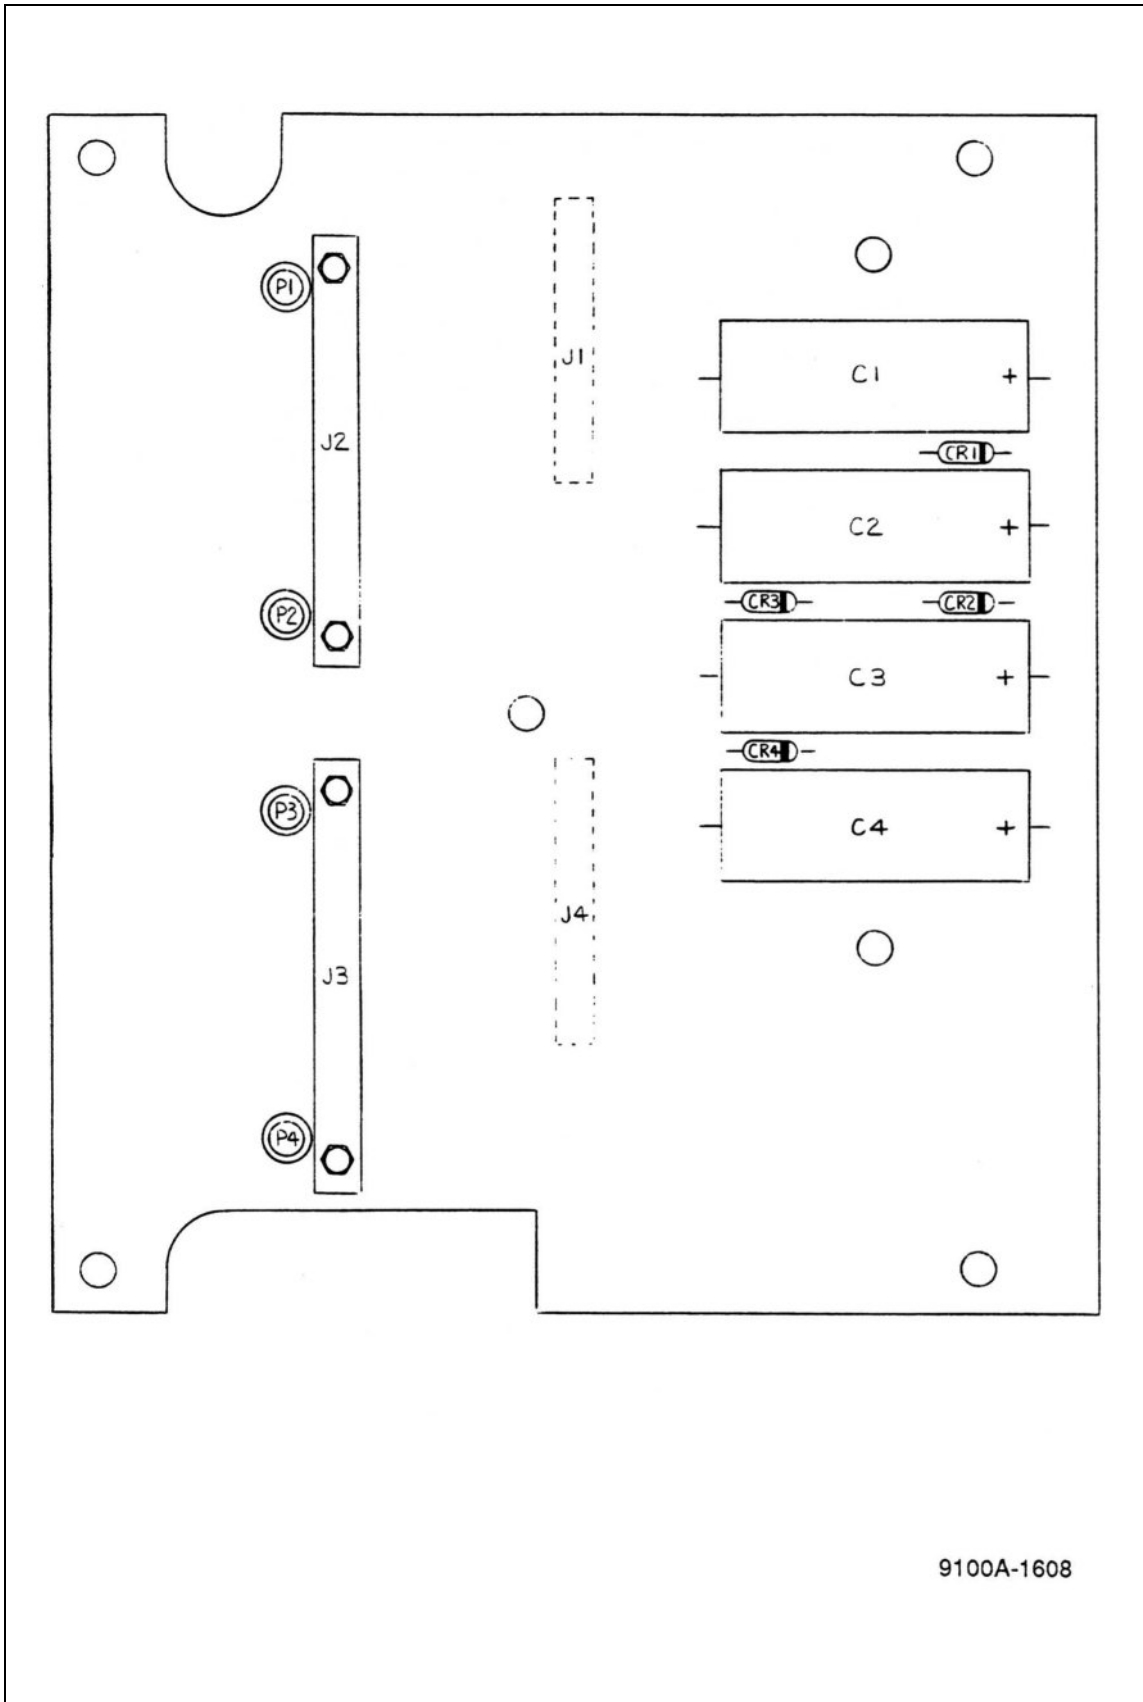 P1
J1
C1 +
J2
CR1
C2 +
P2
CR3
CR2
C3 +
CR4
P3
C4 +
J4
J3
P4
9100A-1608